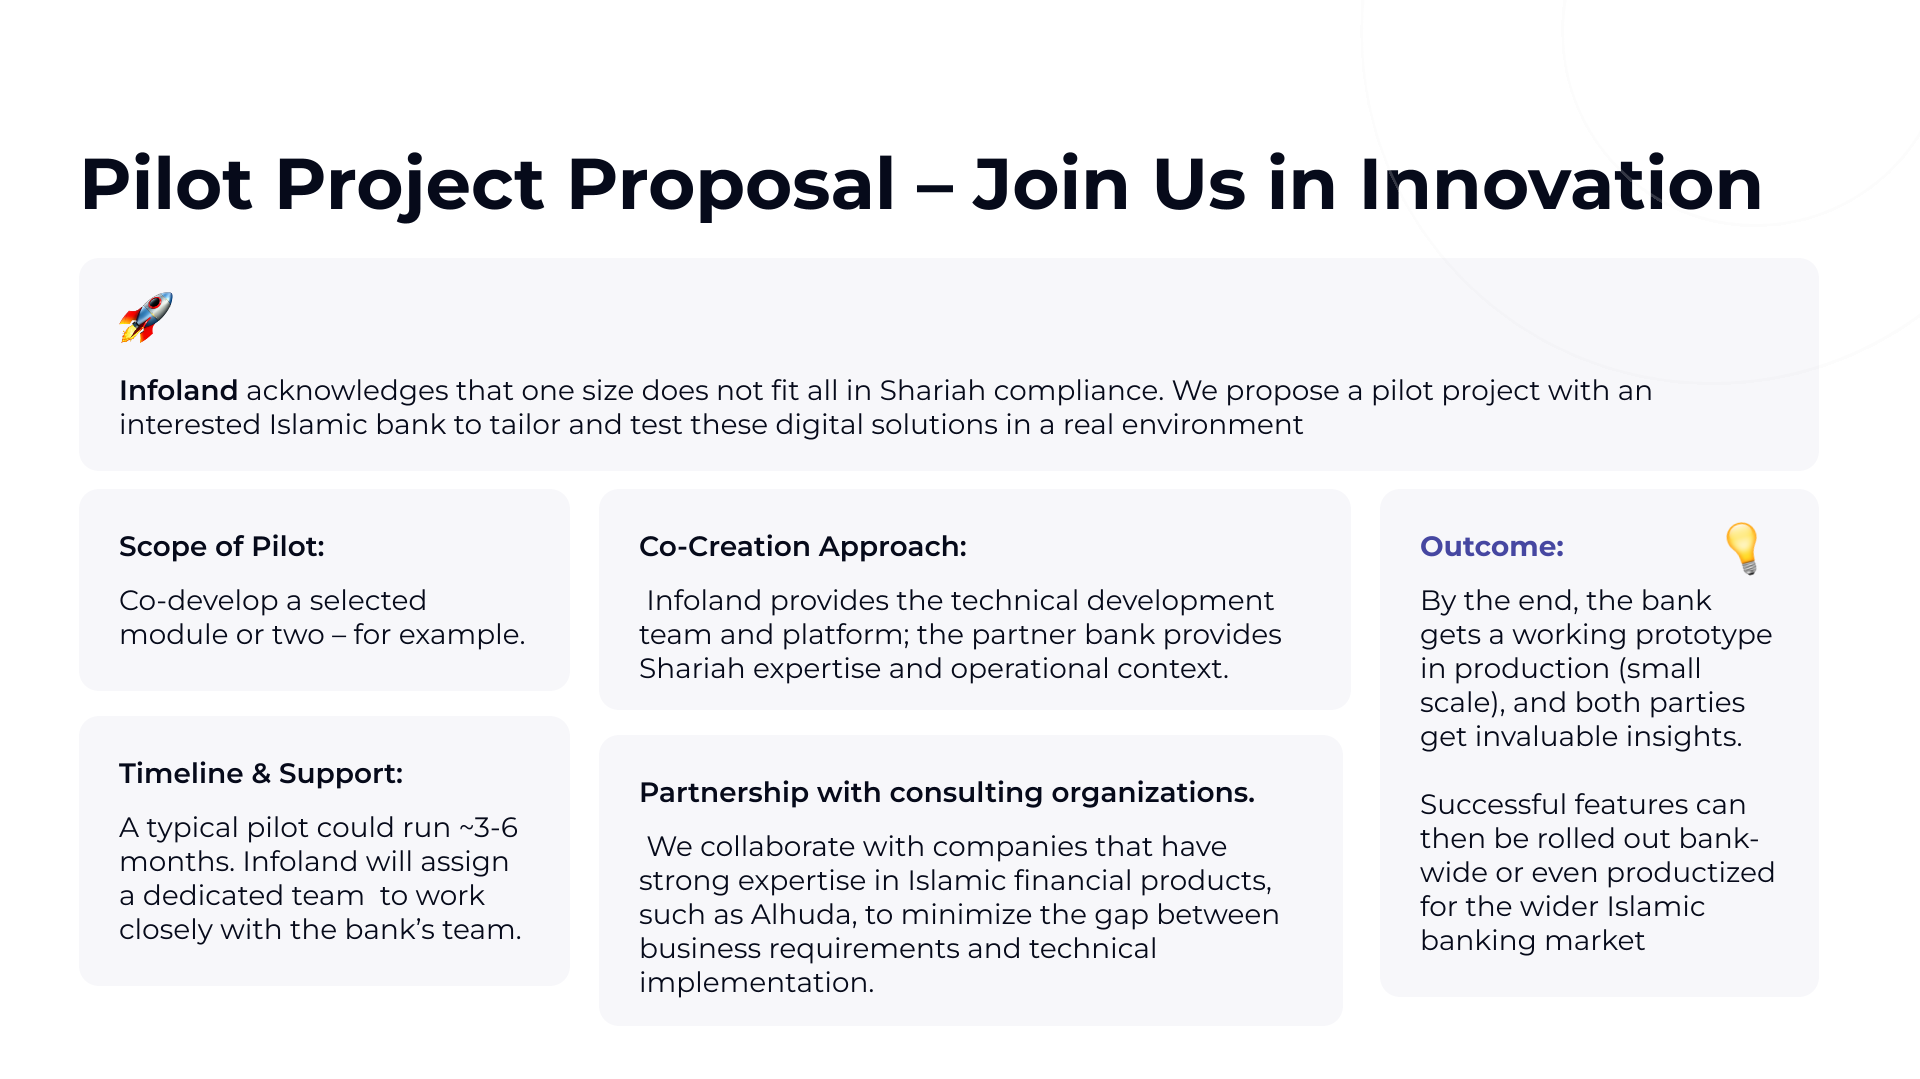 Pilot Project Proposal – Join Us in Innovation
Infoland acknowledges that one size does not fit all in Shariah compliance. We propose a pilot project with an
interested Islamic bank to tailor and test these digital solutions in a real environment
Scope of Pilot:
Co-develop a selected
module or two – for example.
Timeline & Support:
A typical pilot could run ~3-6
months. Infoland will assign
a dedicated team  to work
closely with the bank’s team.
Co-Creation Approach:
Infoland provides the technical development
team and platform; the partner bank provides
Shariah expertise and operational context.
Partnership with consulting organizations.
We collaborate with companies that have
strong expertise in Islamic financial products,
such as Alhuda, to minimize the gap between
business requirements and technical
implementation.
Outcome:
By the end, the bank
gets a working prototype
in production (small
scale), and both parties
get invaluable insights.
Successful features can
then be rolled out bank-
wide or even productized
for the wider Islamic
banking market